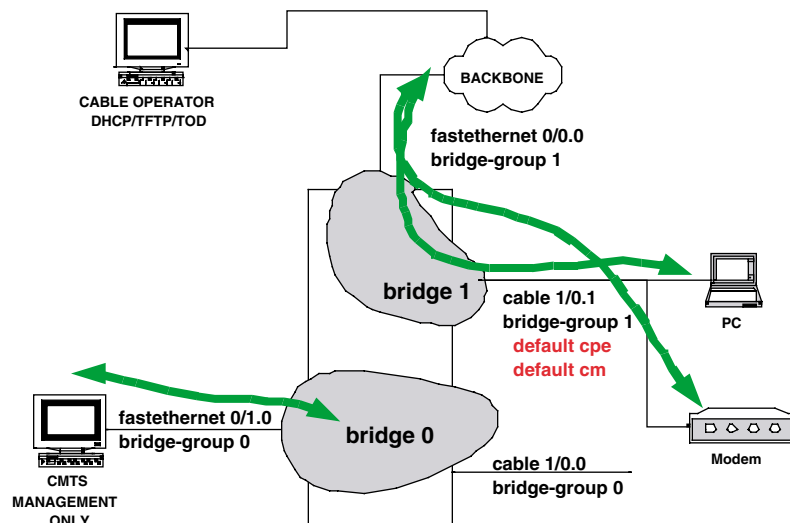 BACKBONE
CABLE OPERATOR
DHCP/TFTP/TOD
fastethernet 0/0.0
bridge-group 1
bridge 1
cable 1/0.1
bridge-group 1
default cpe
default cm
PC
fastethernet 0/1.0
bridge-group 0
bridge 0
Modem
cable 1/0.0
bridge-group 0
CMTS
MANAGEMENT
ONLY